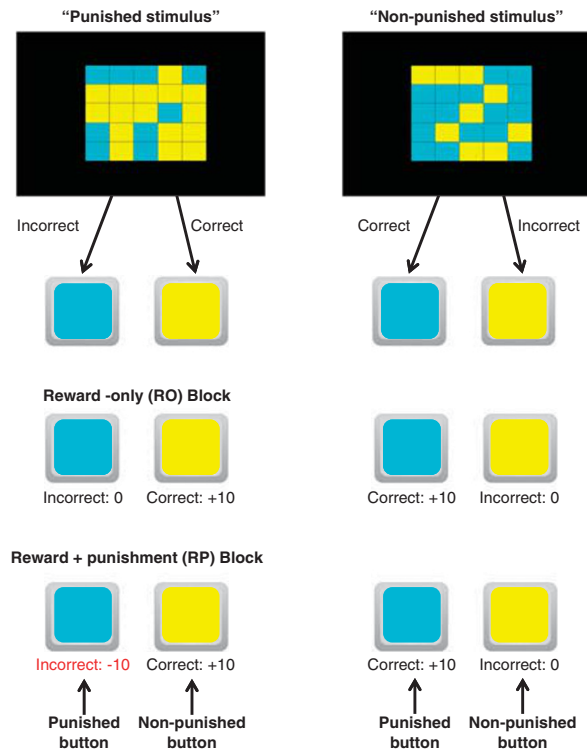 “Punished stimulus”
“Non-punished stimulus”
Incorrect
Correct
Correct
Incorrect
Reward -only (RO) Block
Incorrect: 0
Correct: +10
Correct: +10
Incorrect: 0
Reward + punishment (RP) Block
Incorrect: -10
Correct: +10
Correct: +10
Incorrect: 0
Punished
button
Non-punished
button
Punished
button
Non-punished
button